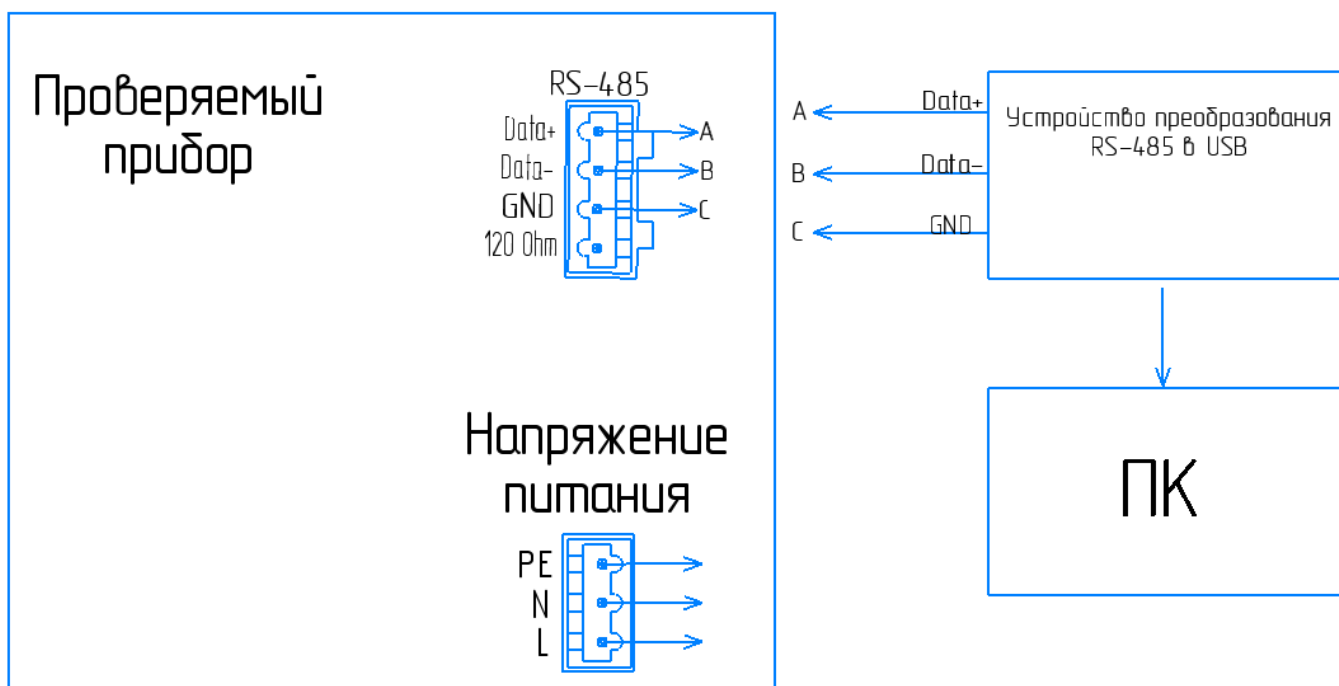 Проверяемый
прибор
RS-485
Data+
A
Data-
B
GND
C
120 Ohm
Напряжение
питания
PE
N
L
A
Data+
B
Data-
C
GND
Устройство преобразования
RS-485 в USB
ПК